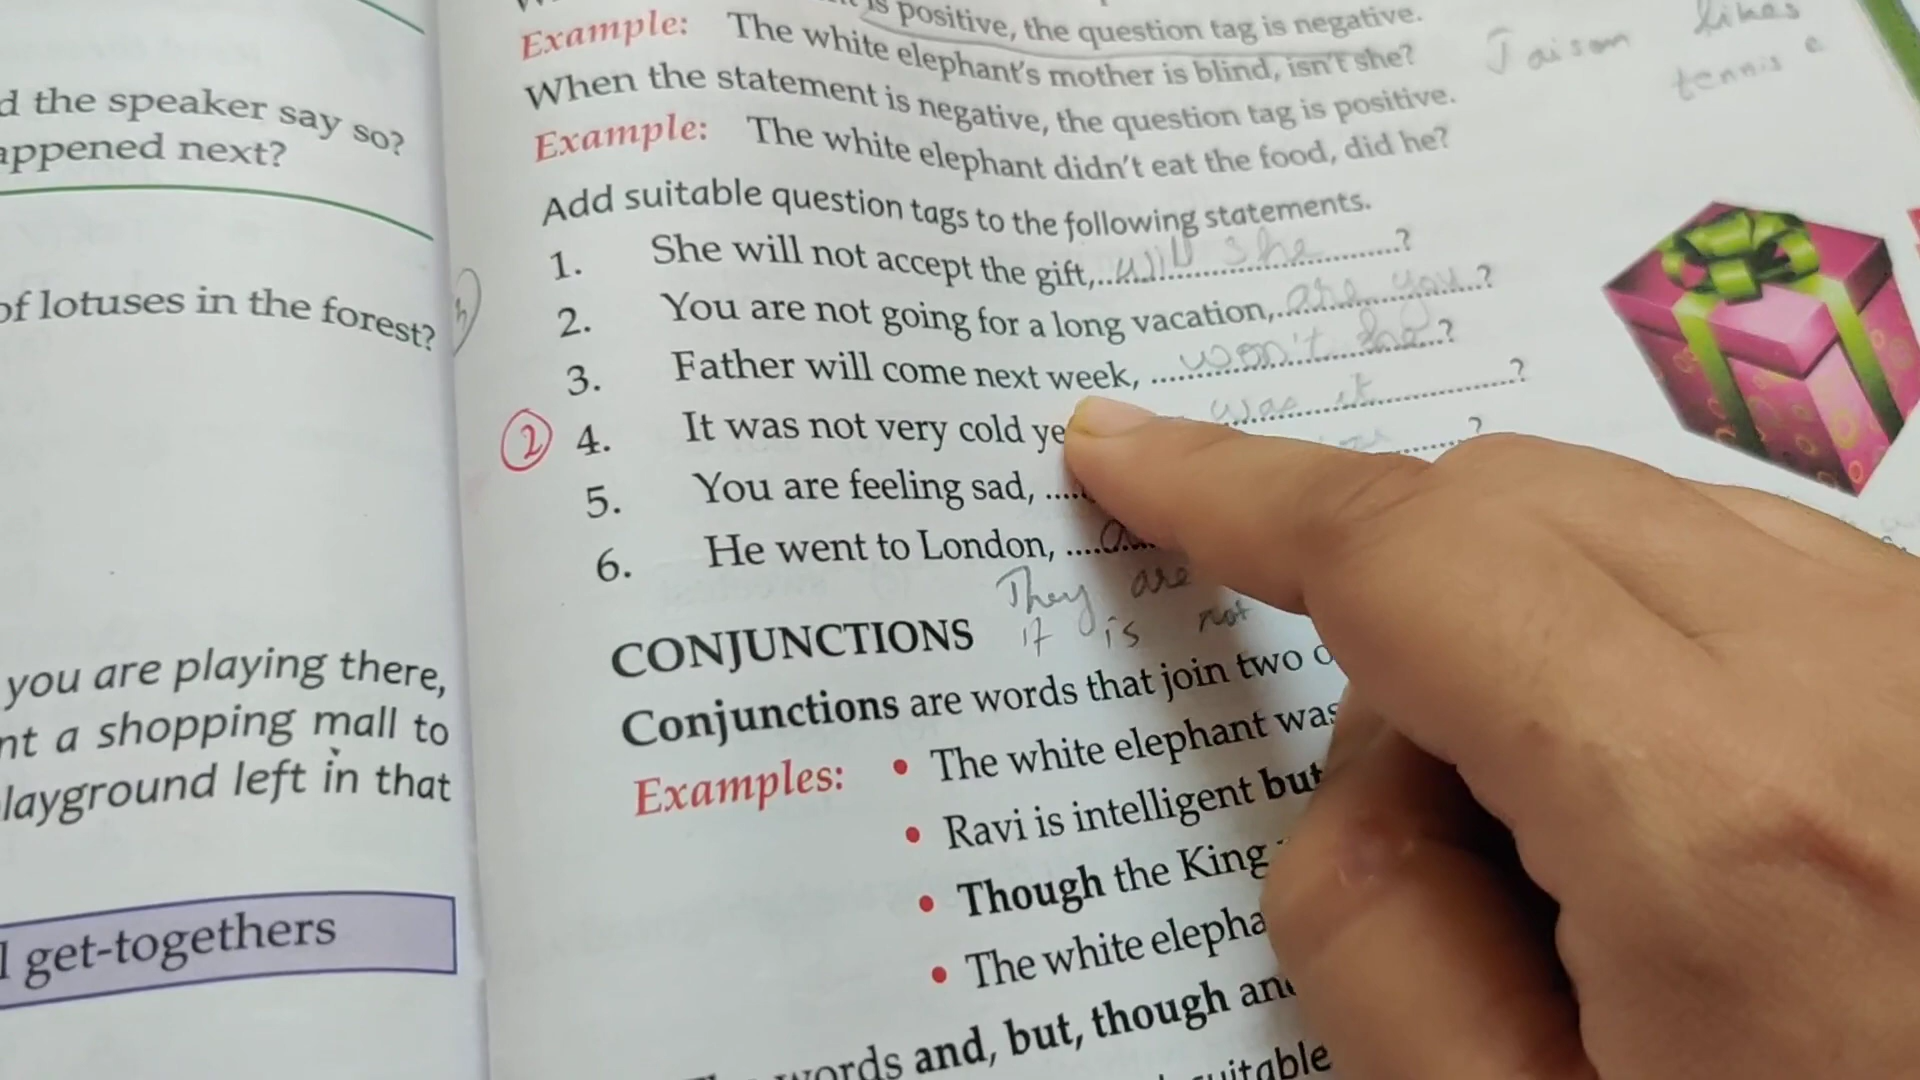 d the speaker say so?
appened next?
of lotuses in the forest?
you are playing there,
nt a shopping mall to
layground left in that
l get-togethers
is positive, the question tag is negative.
Example: The white elephant's mother is blind, isn't she?
When the statement is negative, the question tag is positive.
Example: The white elephant didn't eat the food, did he?
Jaison likes
tennis
Add suitable question tags to the following statements.
1. She will not accept the gift, will she ?
2. You are not going for a long vacation, are you ?
3. Father will come next week, won't he ?
2 4. It was not very cold ye was it ?
5. You are feeling sad, ?
6. He went to London,
They are
if is not
CONJUNCTIONS
Conjunctions are words that join two o
Examples: • The white elephant was
• Ravi is intelligent but
• Though the King
• The white elepha
words and, but, though and
suitable